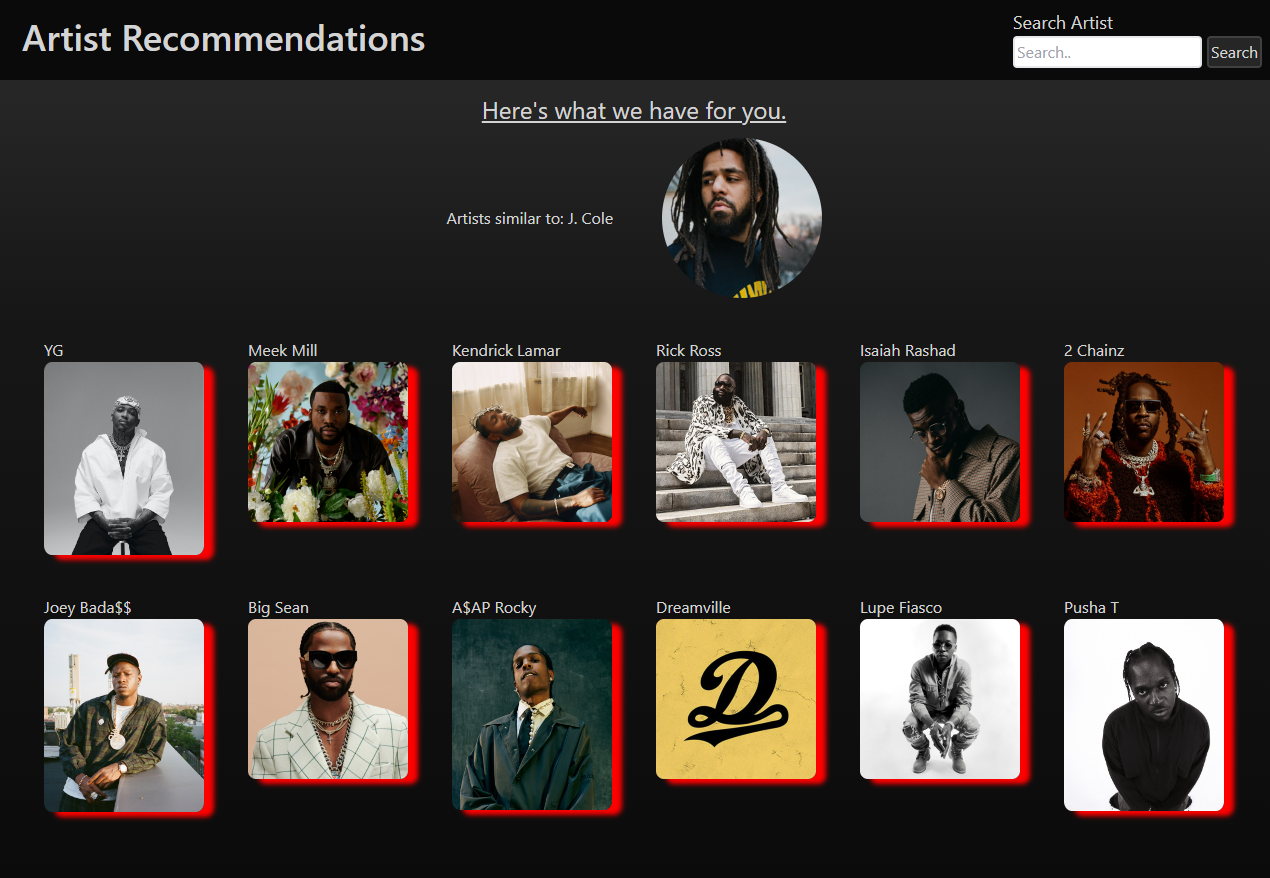 Artist Recommendations
Search Artist
Search..
Search
Here's what we have for you.
Artists similar to: J. Cole
YG
Meek Mill
Kendrick Lamar
Rick Ross
Isaiah Rashad
2 Chainz
Joey Bada$$
Big Sean
A$AP Rocky
Dreamville
Lupe Fiasco
Pusha T
D